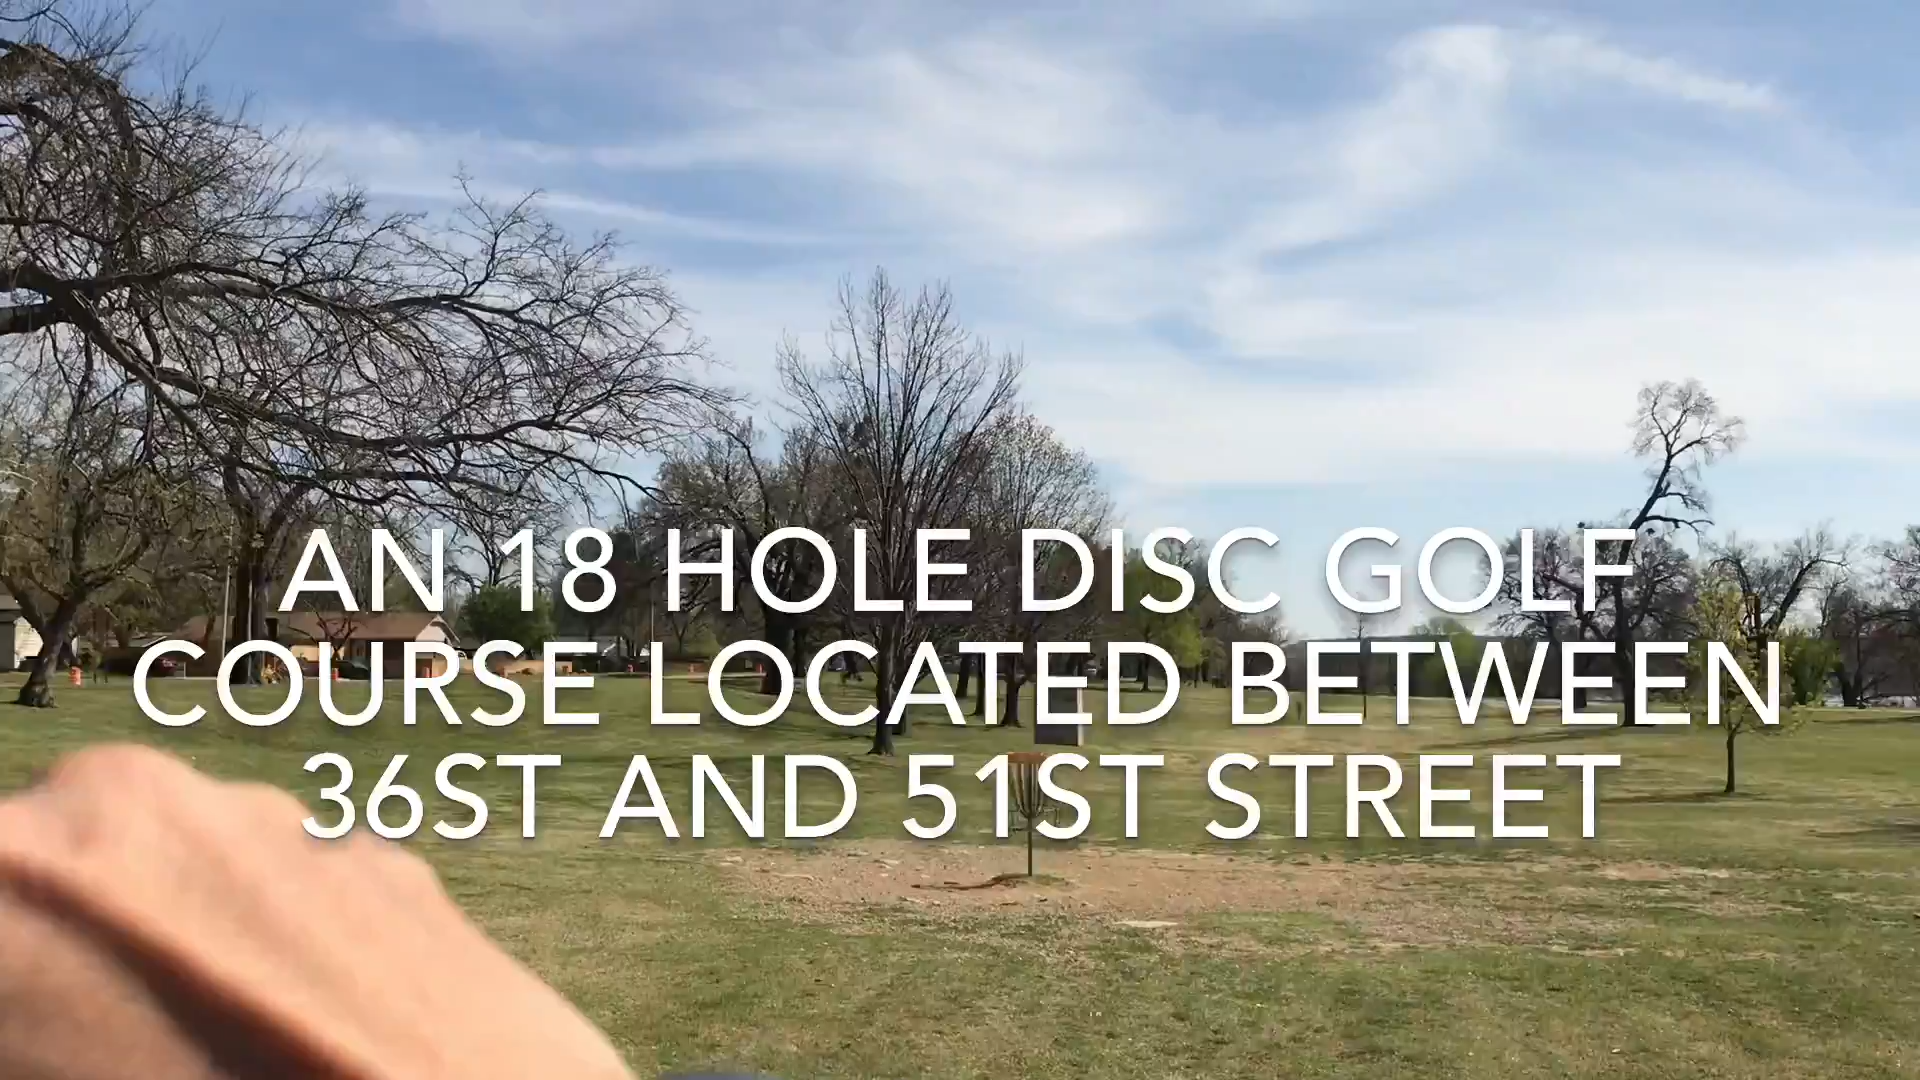 AN 18 HOLE DISC GOLF
COURSE LOCATED BETWEEN
36ST AND 51ST STREET